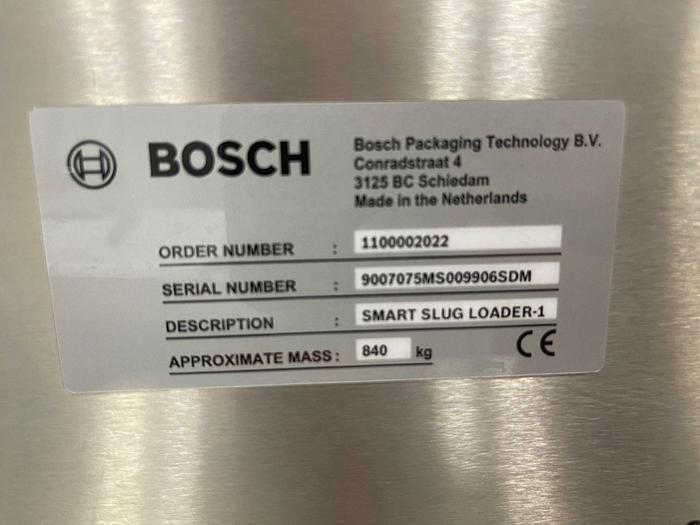 BOSCH
Bosch Packaging Technology B.V.
Conradstraat 4
3125 BC Schiedam
Made in the Netherlands
ORDER NUMBER : 1100002022
SERIAL NUMBER : 9007075MS009906SDM
DESCRIPTION : SMART SLUG LOADER-1
APPROXIMATE MASS: 840 kg
CE